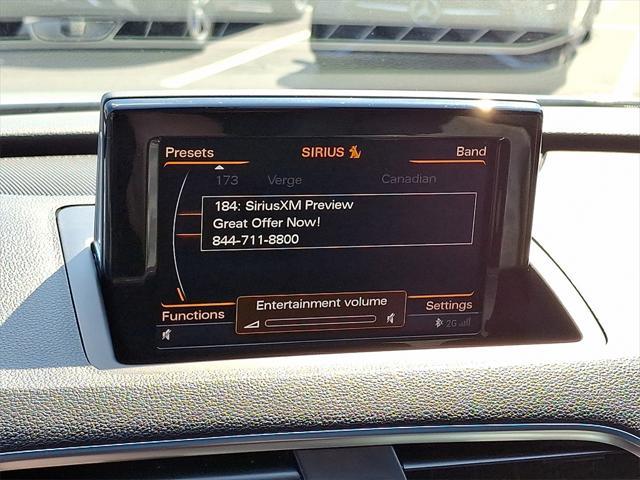 Presets SIRIUS Band
173 Verge Canadian
184: SiriusXM Preview
Great Offer Now!
844-711-8800
Entertainment volume
Functions Settings
2G